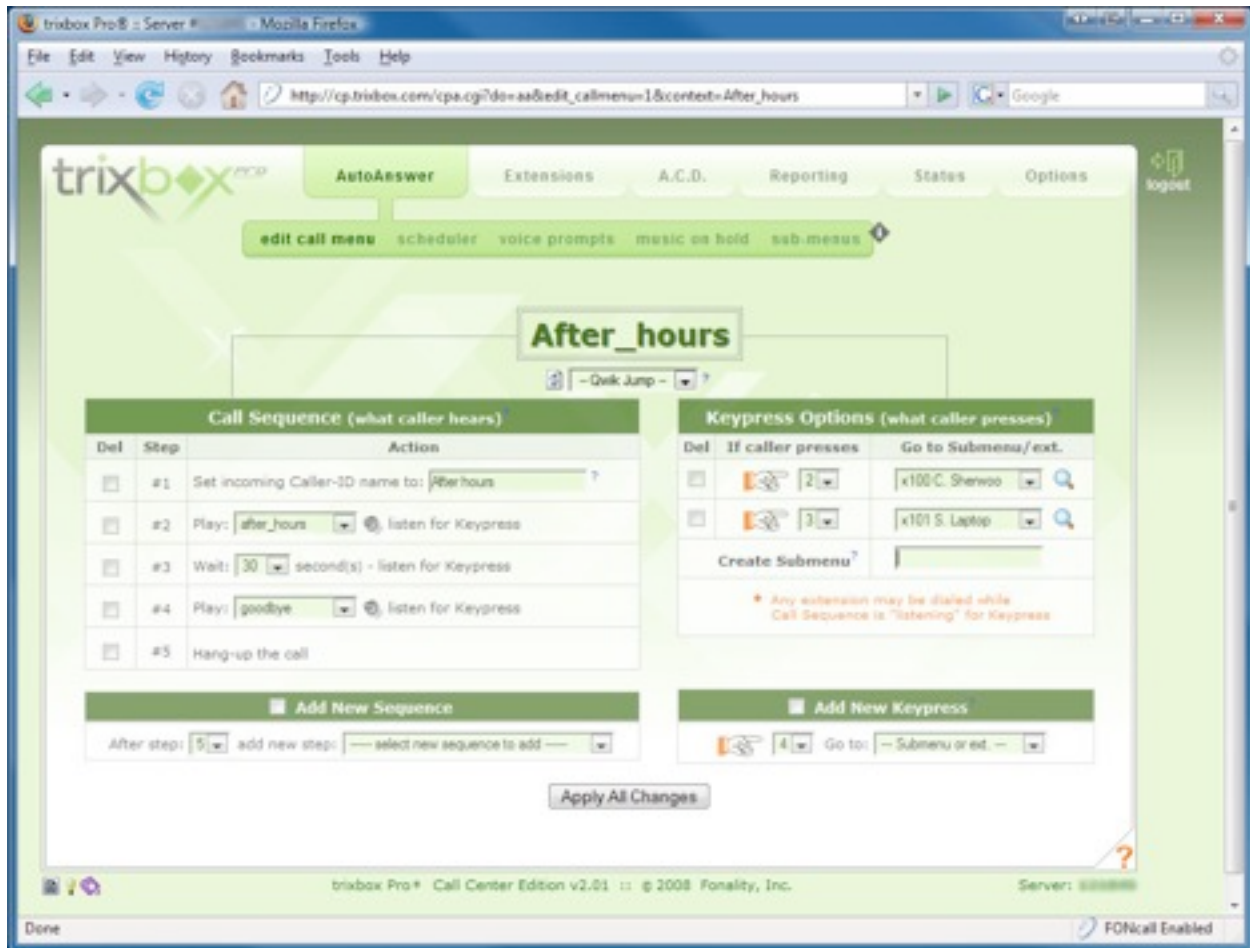 trixbox Pro® :: Server # - Mozilla Firefox
File Edit View History Bookmarks Tools Help
http://cp.trixbox.com/cpa.cgi?do=aa&edit_callmenu=1&context=After_hours Google
trixbox PRO AutoAnswer Extensions A.C.D. Reporting Status Options logout
edit call menu scheduler voice prompts music on hold sub-menus
After_hours
-- Qwik Jump -- ?
Call Sequence (what caller hears)? Keypress Options (what caller presses)?
Del Step Action Del If caller presses Go to Submenu/ext.
#1 Set incoming Caller-ID name to: After hours ? 2 x100 C. Sherwoo
#2 Play: after_hours , listen for Keypress 3 x101 S. Laptop
#3 Wait: 30 second(s) - listen for Keypress Create Submenu?
#4 Play: goodbye , listen for Keypress * Any extension may be dialed while
Call Sequence is "listening" for Keypress
#5 Hang-up the call
Add New Sequence Add New Keypress?
After step: 5 add new step: ---- select new sequence to add ---- 4 Go to: -- Submenu or ext. --
Apply All Changes
?
trixbox Pro® Call Center Edition v2.01 :: © 2008 Fonality, Inc. Server:
Done FONcall Enabled